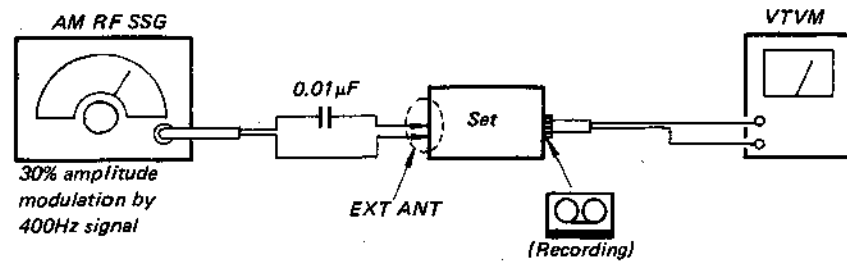 AM RF SSG
VTVM
0.01µF
Set
30% amplitude
modulation by
400Hz signal
EXT ANT
(Recording)